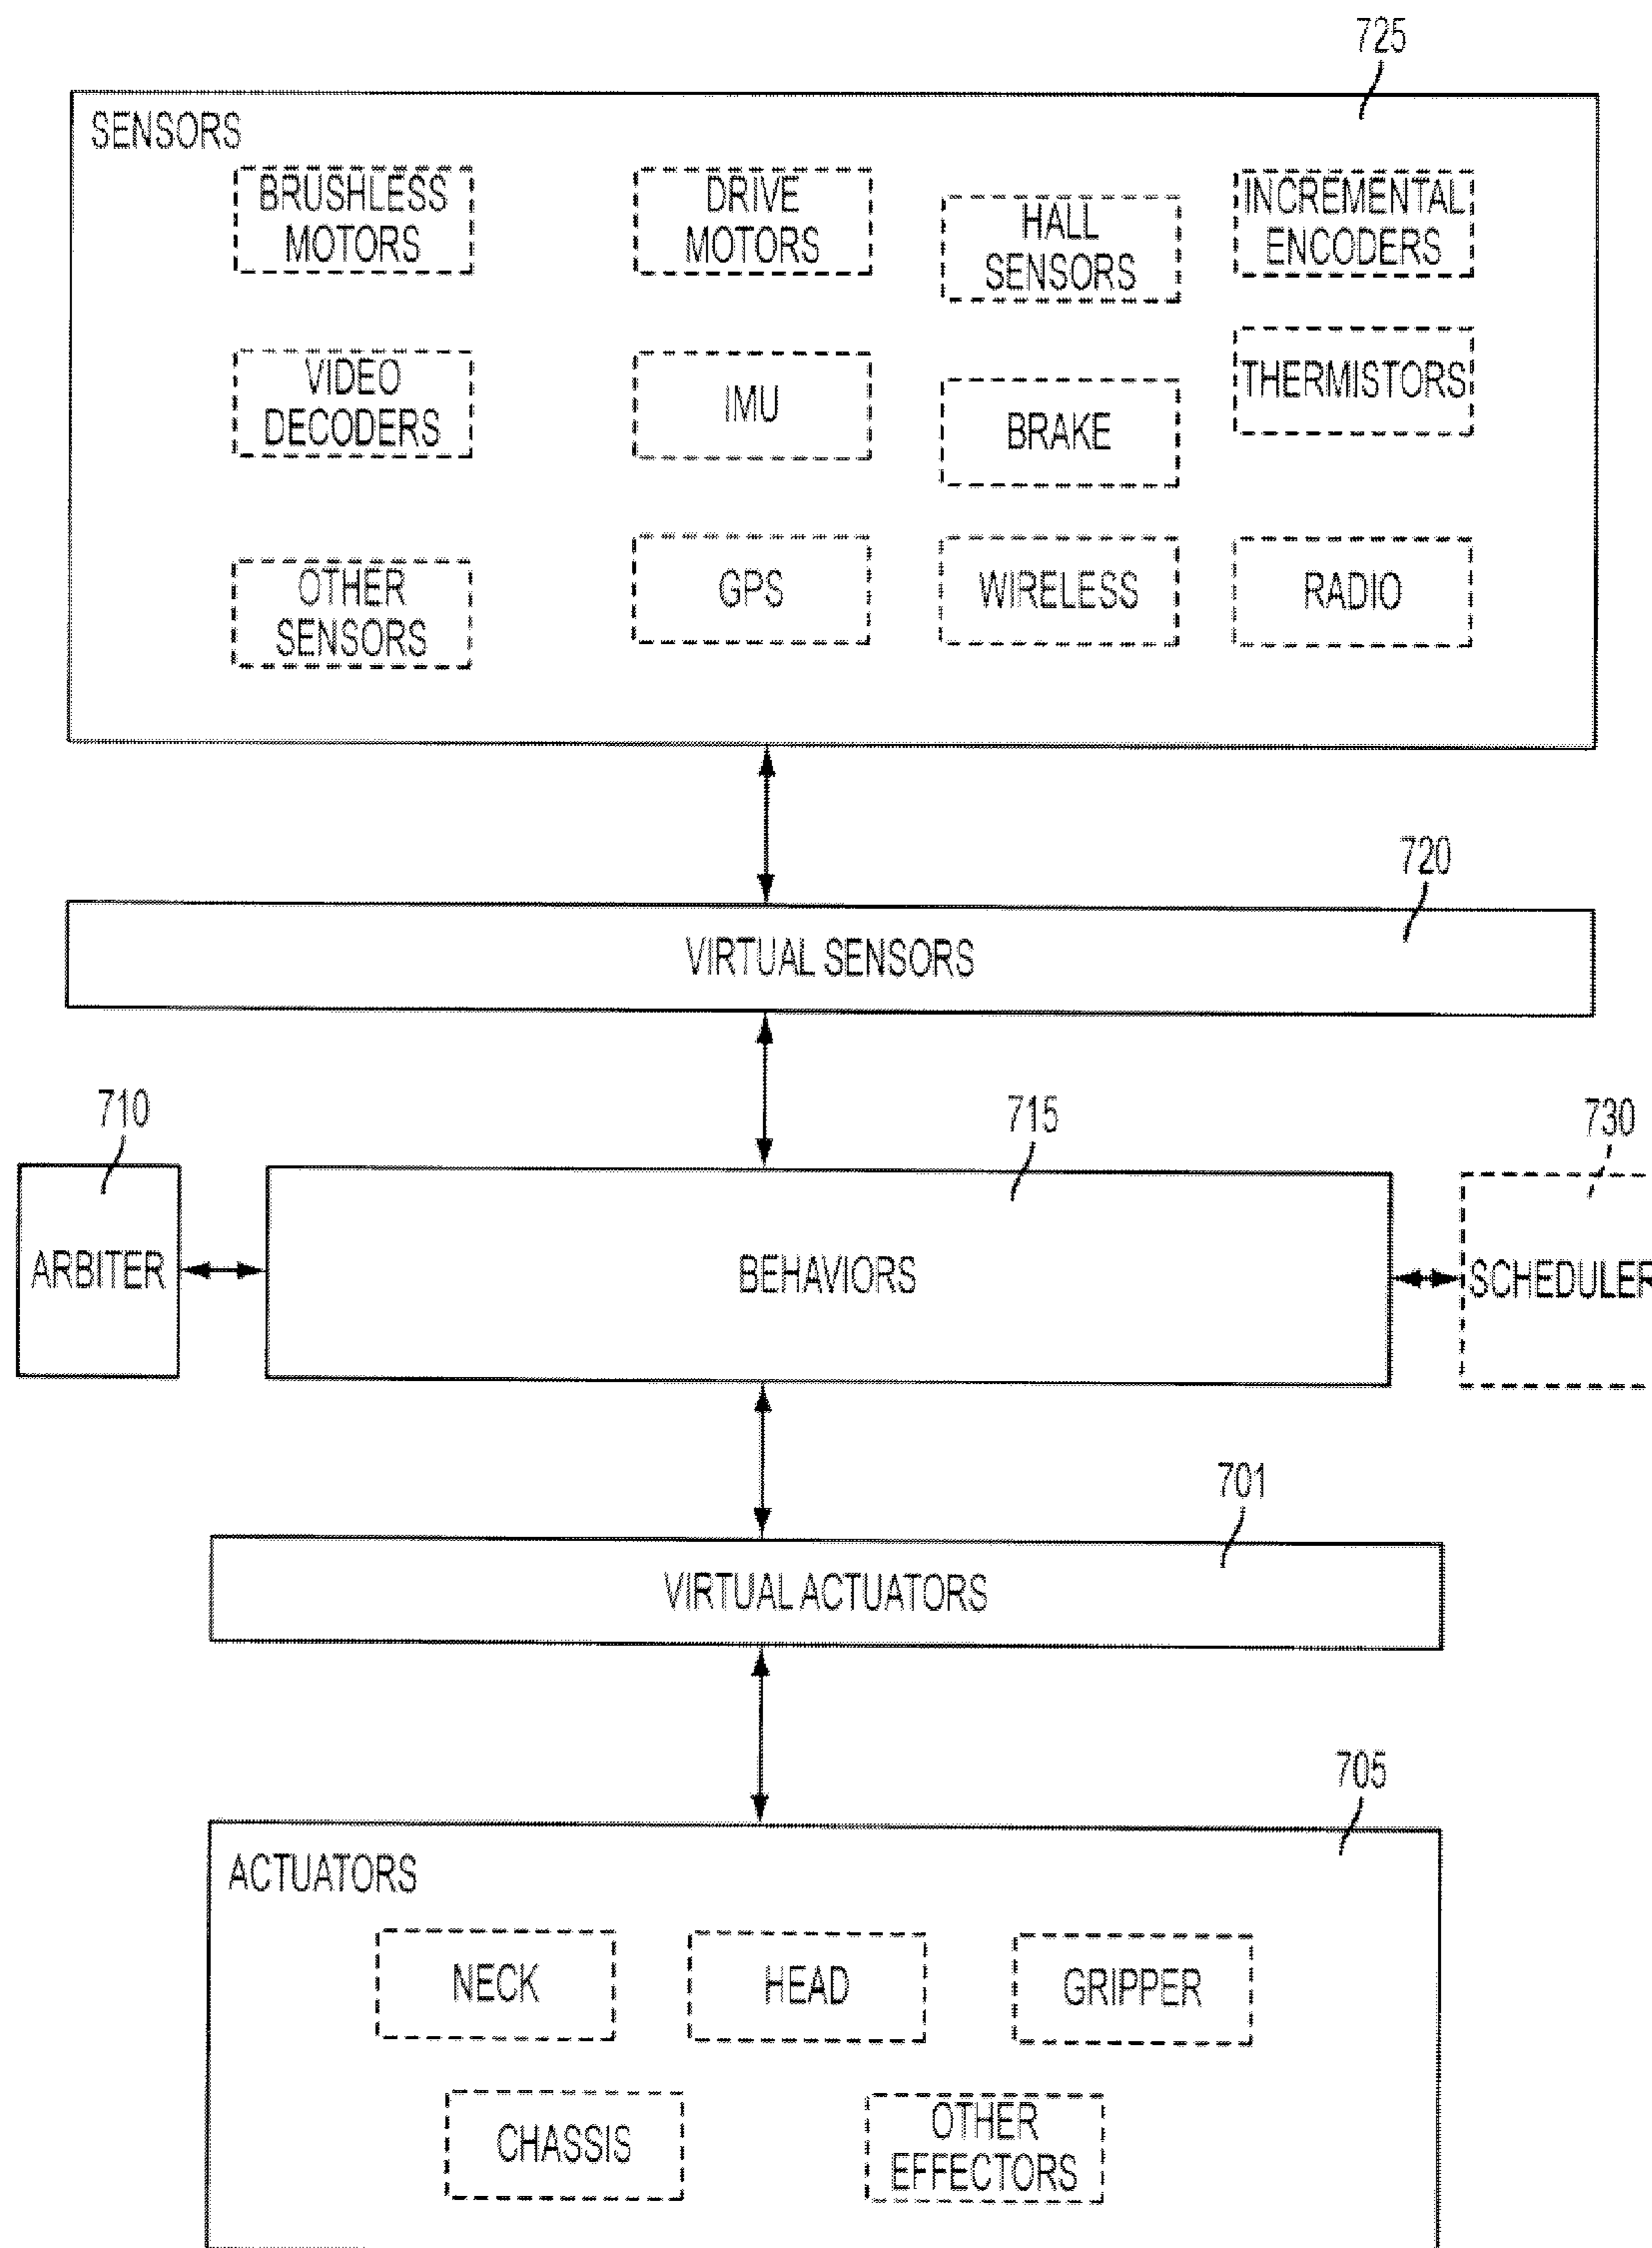 725
SENSORS
BRUSHLESS
MOTORS
DRIVE
MOTORS
HALL
SENSORS
INCREMENTAL
ENCODERS
VIDEO
DECODERS
IMU
BRAKE
THERMISTORS
OTHER
SENSORS
GPS
WIRELESS
RADIO
720
VIRTUAL SENSORS
710
715
730
ARBITER
BEHAVIORS
SCHEDULER
701
VIRTUAL ACTUATORS
705
ACTUATORS
NECK
HEAD
GRIPPER
CHASSIS
OTHER
EFFECTORS